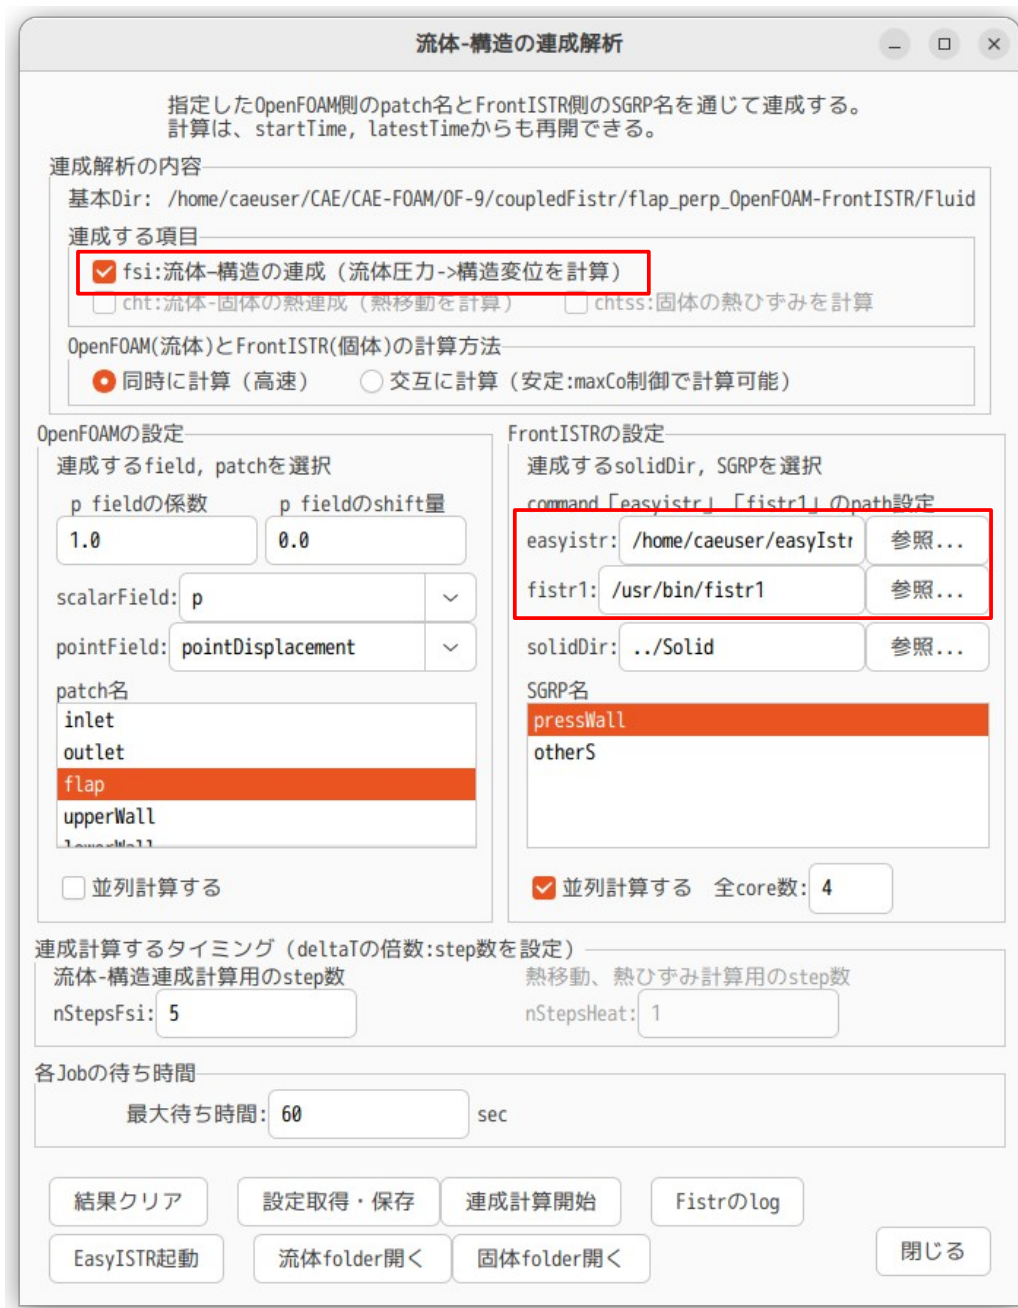 流体-構造の連成解析
指定したOpenFOAM側のpatch名とFrontISTR側のSGRP名を通じて連成する。
計算は、startTime, latestTimeからも再開できる。
連成解析の内容
基本Dir: /home/caeuser/CAE/CAE-FOAM/OF-9/coupledFistr/flap_perp_OpenFOAM-FrontISTR/Fluid
連成する項目
fsi:流体-構造の連成（流体圧力->構造変位を計算）
cht:流体-固体の熱連成（熱移動を計算） chtss:固体の熱ひずみを計算
OpenFOAM(流体)とFrontISTR(個体)の計算方法
同時に計算（高速） 交互に計算（安定:maxCo制御で計算可能）
OpenFOAMの設定
連成するfield, patchを選択
p fieldの係数 p fieldのshift量
1.0 0.0
scalarField: p
pointField: pointDisplacement
patch名
inlet
outlet
flap
upperWall
lowerWall
並列計算する
FrontISTRの設定
連成するsolidDir, SGRPを選択
command「easyistr」「fistr1」のpath設定
easyistr: /home/caeuser/easyIstr 参照...
fistr1: /usr/bin/fistr1 参照...
solidDir: ../Solid 参照...
SGRP名
pressWall
otherS
並列計算する 全core数: 4
連成計算するタイミング（deltaTの倍数:step数を設定）
流体-構造連成計算用のstep数 熱移動、熱ひずみ計算用のstep数
nStepsFsi: 5 nStepsHeat: 1
各Jobの待ち時間
最大待ち時間: 60 sec
結果クリア 設定取得・保存 連成計算開始 Fistrのlog
EasyISTR起動 流体folder開く 固体folder開く 閉じる